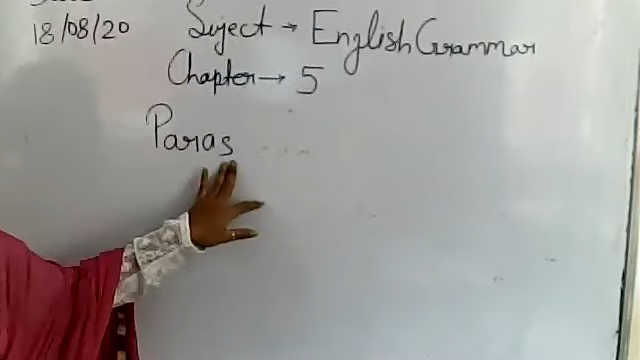 18/08/20 Suject → English Grammar
Chapter → 5
Paras